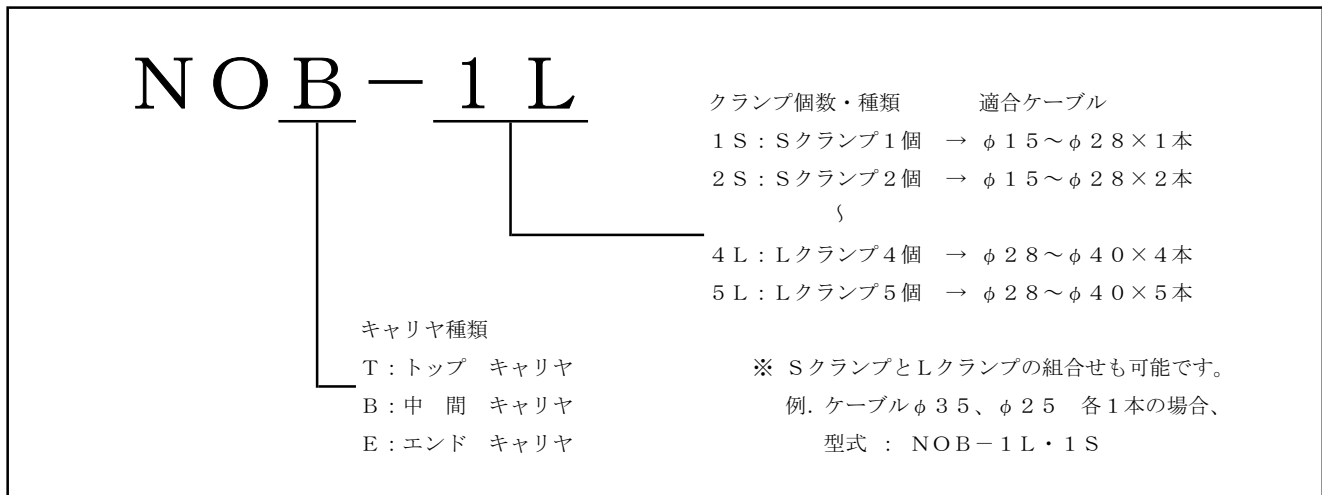 NOB－1L
クランプ個数・種類　　　適合ケーブル
1S：Sクランプ1個　→　φ15～φ28×1本
2S：Sクランプ2個　→　φ15～φ28×2本
～
4L：Lクランプ4個　→　φ28～φ40×4本
5L：Lクランプ5個　→　φ28～φ40×5本
キャリヤ種類
T：トップ　キャリヤ
B：中　間　キャリヤ
E：エンド　キャリヤ
※ SクランプとLクランプの組合せも可能です。
例. ケーブルφ35、φ25　各1本の場合、
型式　：　NOB－1L・1S